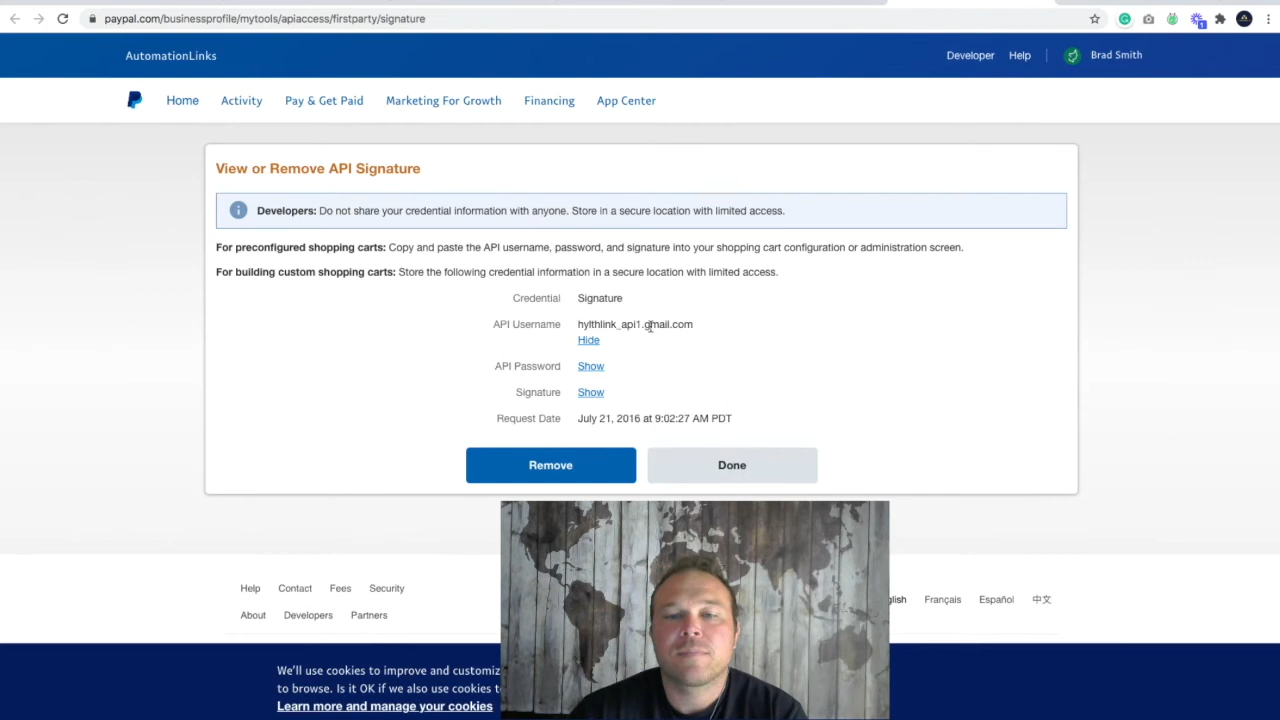 paypal.com/businessprofile/mytools/apiaccess/firstparty/signature
1
AutomationLinks
Developer Help Brad Smith
Home Activity Pay & Get Paid Marketing For Growth Financing App Center
View or Remove API Signature
Developers: Do not share your credential information with anyone. Store in a secure location with limited access.
For preconfigured shopping carts: Copy and paste the API username, password, and signature into your shopping cart configuration or administration screen.
For building custom shopping carts: Store the following credential information in a secure location with limited access.
Credential Signature
API Username hylthlink_api1.gmail.com
Hide
API Password Show
Signature Show
Request Date July 21, 2016 at 9:02:27 AM PDT
Remove Done
Help Contact Fees Security
glish Français Español 中文
About Developers Partners
We'll use cookies to improve and customiz
to browse. Is it OK if we also use cookies t
Learn more and manage your cookies